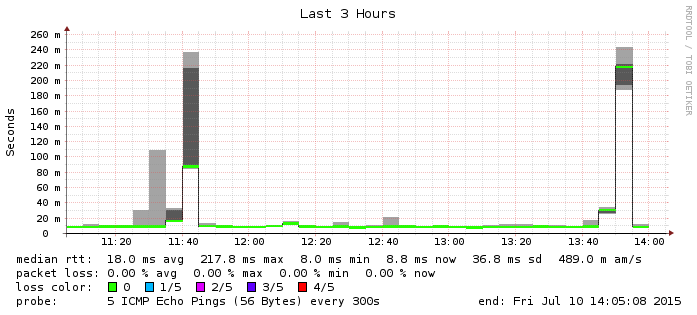 Last 3 Hours
RRDTOOL / TOBI OETIKER
Seconds
260 m
240 m
220 m
200 m
180 m
160 m
140 m
120 m
100 m
80 m
60 m
40 m
20 m
0
11:20 11:40 12:00 12:20 12:40 13:00 13:20 13:40 14:00
median rtt: 18.0 ms avg 217.8 ms max 8.0 ms min 8.8 ms now 36.8 ms sd 489.0 m am/s
packet loss: 0.00 % avg 0.00 % max 0.00 % min 0.00 % now
loss color: 0 1/5 2/5 3/5 4/5
probe: 5 ICMP Echo Pings (56 Bytes) every 300s end: Fri Jul 10 14:05:08 2015